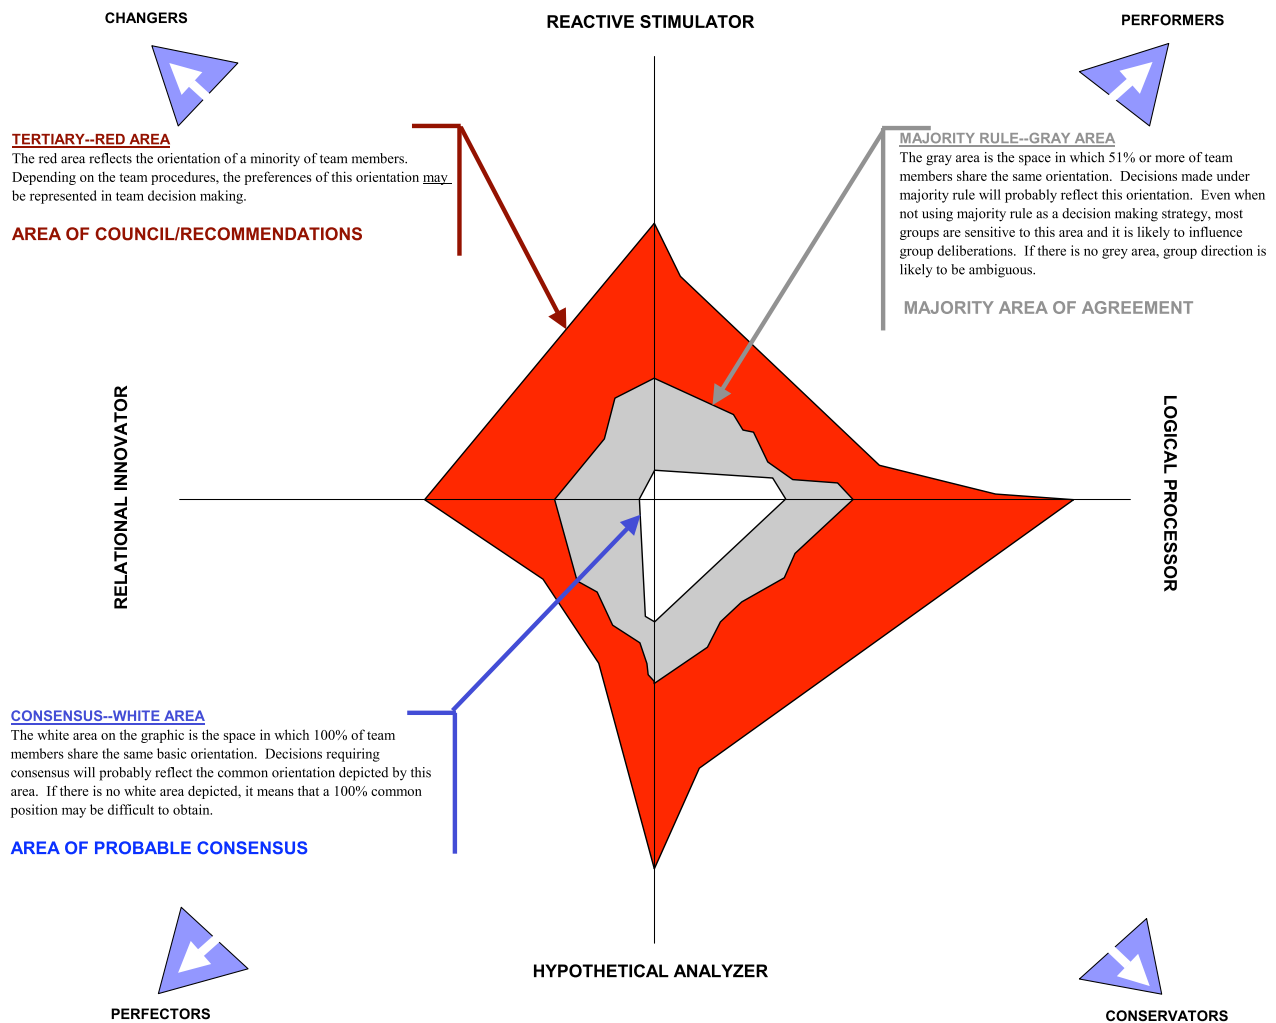 CHANGERS
REACTIVE STIMULATOR
PERFORMERS
TERTIARY--RED AREA
The red area reflects the orientation of a minority of team members.
Depending on the team procedures, the preferences of this orientation may
be represented in team decision making.
AREA OF COUNCIL/RECOMMENDATIONS
MAJORITY RULE--GRAY AREA
The gray area is the space in which 51% or more of team
members share the same orientation.  Decisions made under
majority rule will probably reflect this orientation.  Even when
not using majority rule as a decision making strategy, most
groups are sensitive to this area and it is likely to influence
group deliberations.  If there is no grey area, group direction is
likely to be ambiguous.
MAJORITY AREA OF AGREEMENT
RELATIONAL INNOVATOR
LOGICAL PROCESSOR
CONSENSUS--WHITE AREA
The white area on the graphic is the space in which 100% of team
members share the same basic orientation.  Decisions requiring
consensus will probably reflect the common orientation depicted by this
area.  If there is no white area depicted, it means that a 100% common
position may be difficult to obtain.
AREA OF PROBABLE CONSENSUS
HYPOTHETICAL ANALYZER
PERFECTORS
CONSERVATORS